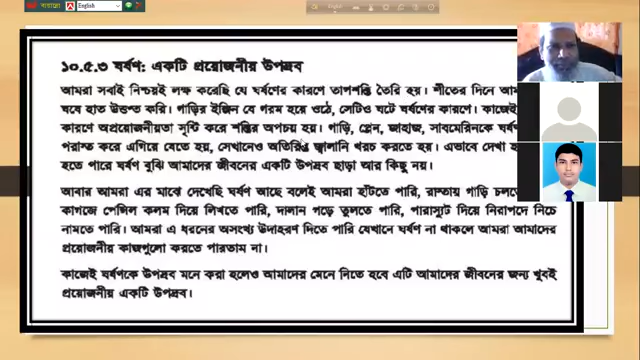 English
১০.৫.৩ ঘর্ষণ: একটি প্রয়োজনীয় উপদ্রব
আমরা সবাই নিশ্চয়ই লক্ষ করেছি যে ঘর্ষণের কারণে তাপশক্তি তৈরি হয়। শীতের দিনে
ঘষে হাত উত্তপ্ত করি। গাড়ির ইঞ্জিন যে গরম হয়ে ওঠে, সেটিও ঘটে ঘর্ষণের কারণে। কাজেই
কারণে অপ্রয়োজনীয়তা সৃষ্টি করে শক্তির অপচয় হয়। গাড়ি, প্লেন, জাহাজ, সাবমেরিনকে
পরাস্ত করে এগিয়ে যেতে হয়, সেখানেও অতিরিক্ত জ্বালানি খরচ করতে হয়। এভাবে দেখা
হতে পারে ঘর্ষণ বুঝি আমাদের জীবনের একটি উপদ্রব ছাড়া আর কিছু নয়।
আবার আমরা এর মাঝে দেখেছি ঘর্ষণ আছে বলেই আমরা হাঁটতে পারি, রাস্তায় গাড়ি
কাগজে পেন্সিল কলম দিয়ে লিখতে পারি, দালান গড়ে তুলতে পারি, প্যারাস্যুট দিয়ে নিরাপদে নিচে
নামতে পারি। আমরা এ ধরনের অসংখ্য উদাহরণ দিতে পারি যেখানে ঘর্ষণ না থাকলে আমরা আমাদের
প্রয়োজনীয় কাজগুলো করতে পারতাম না।
কাজেই ঘর্ষণকে উপদ্রব মনে করা হলেও আমাদের মেনে নিতে হবে এটি আমাদের জীবনের জন্য খুবই
প্রয়োজনীয় একটি উপদ্রব।